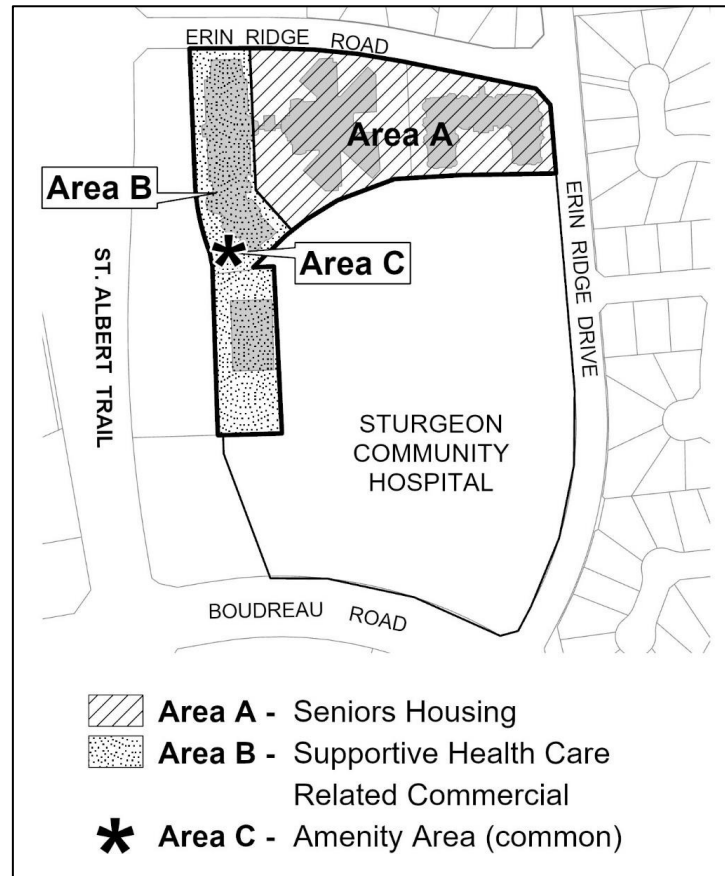 ERIN RIDGE ROAD
Area A
Area B
Area C
ST. ALBERT TRAIL
ERIN RIDGE DRIVE
STURGEON
COMMUNITY
HOSPITAL
BOUDREAU ROAD
Area A - Seniors Housing
Area B - Supportive Health Care
Related Commercial
* Area C - Amenity Area (common)